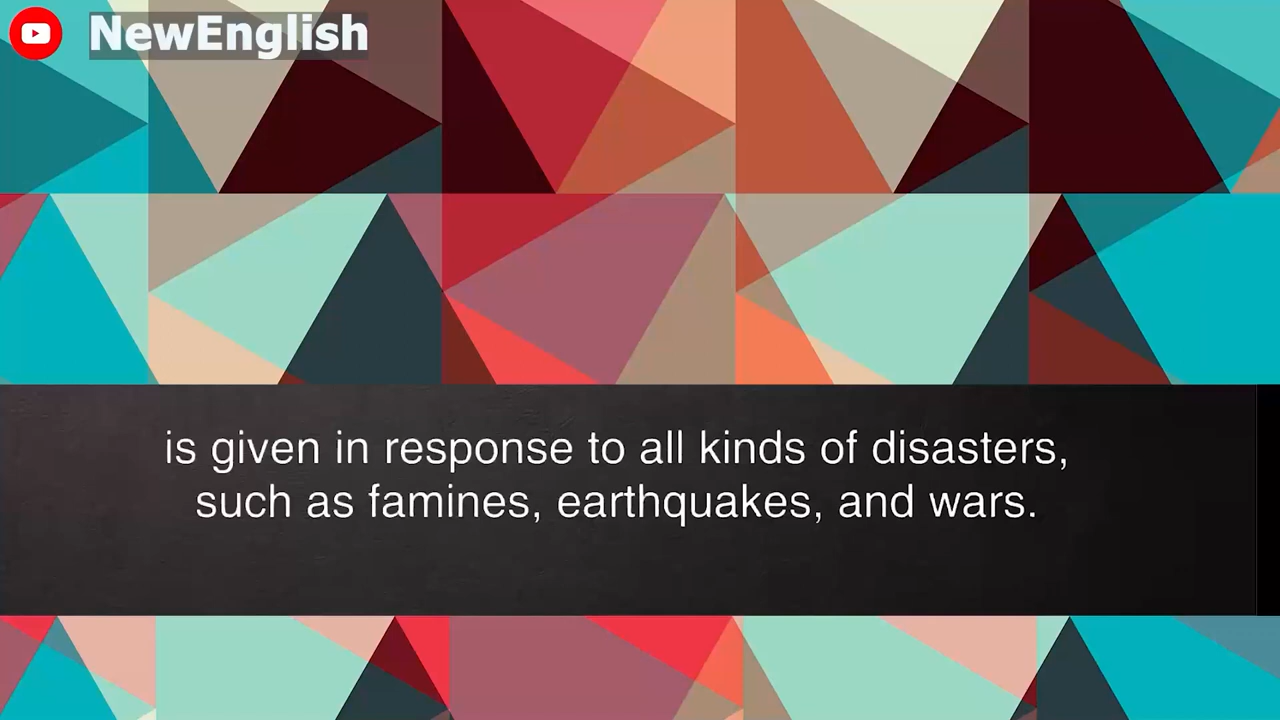 NewEnglish
is given in response to all kinds of disasters,
such as famines, earthquakes, and wars.